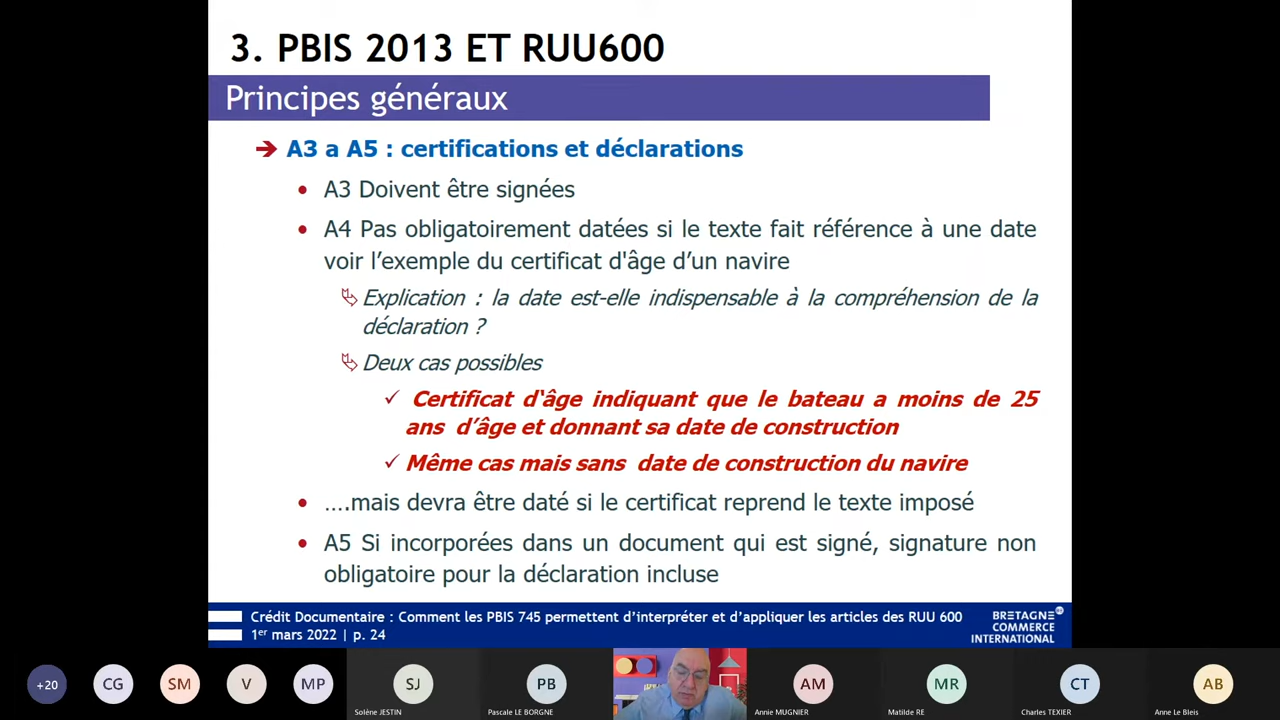 3. PBIS 2013 ET RUU600
Principes généraux
A3 a A5 : certifications et déclarations
A3 Doivent être signées
A4 Pas obligatoirement datées si le texte fait référence à une date
voir l’exemple du certificat d'âge d’un navire
Explication : la date est-elle indispensable à la compréhension de la
déclaration ?
Deux cas possibles
Certificat d'âge indiquant que le bateau a moins de 25
ans d’âge et donnant sa date de construction
Même cas mais sans date de construction du navire
….mais devra être daté si le certificat reprend le texte imposé
A5 Si incorporées dans un document qui est signé, signature non
obligatoire pour la déclaration incluse
Crédit Documentaire : Comment les PBIS 745 permettent d’interpréter et d’appliquer les articles des RUU 600
1er mars 2022 | p. 24
BRETAGNE
COMMERCE
INTERNATIONAL
+20
CG
SM
V
MP
SJ
PB
AM
MR
CT
AB
Solène JESTIN
Pascale LE BORGNE
Annie MUGNIER
Matilde RE
Charles TEXIER
Anne Le Bleis